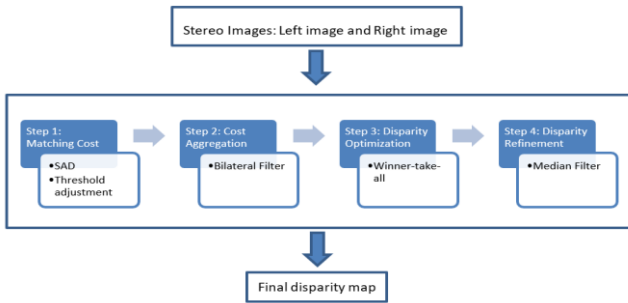 Stereo Images: Left image and Right image
Step 1:
Matching Cost
•SAD
•Threshold
adjustment
Step 2: Cost
Aggregation
•Bilateral Filter
Step 3: Disparity
Optimization
•Winner-take-
all
Step 4: Disparity
Refinement
•Median Filter
Final disparity map